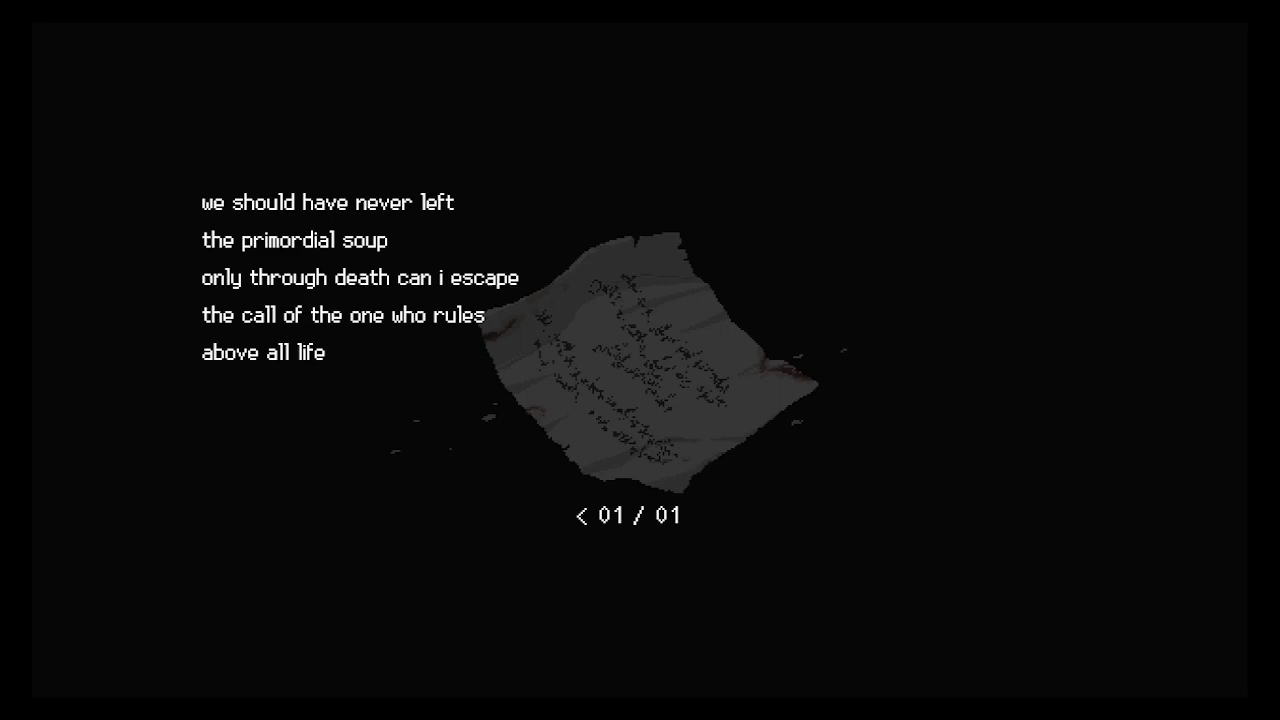 we should have never left
the primordial soup
only through death can i escape
the call of the one who rules
above all life
< 01 / 01